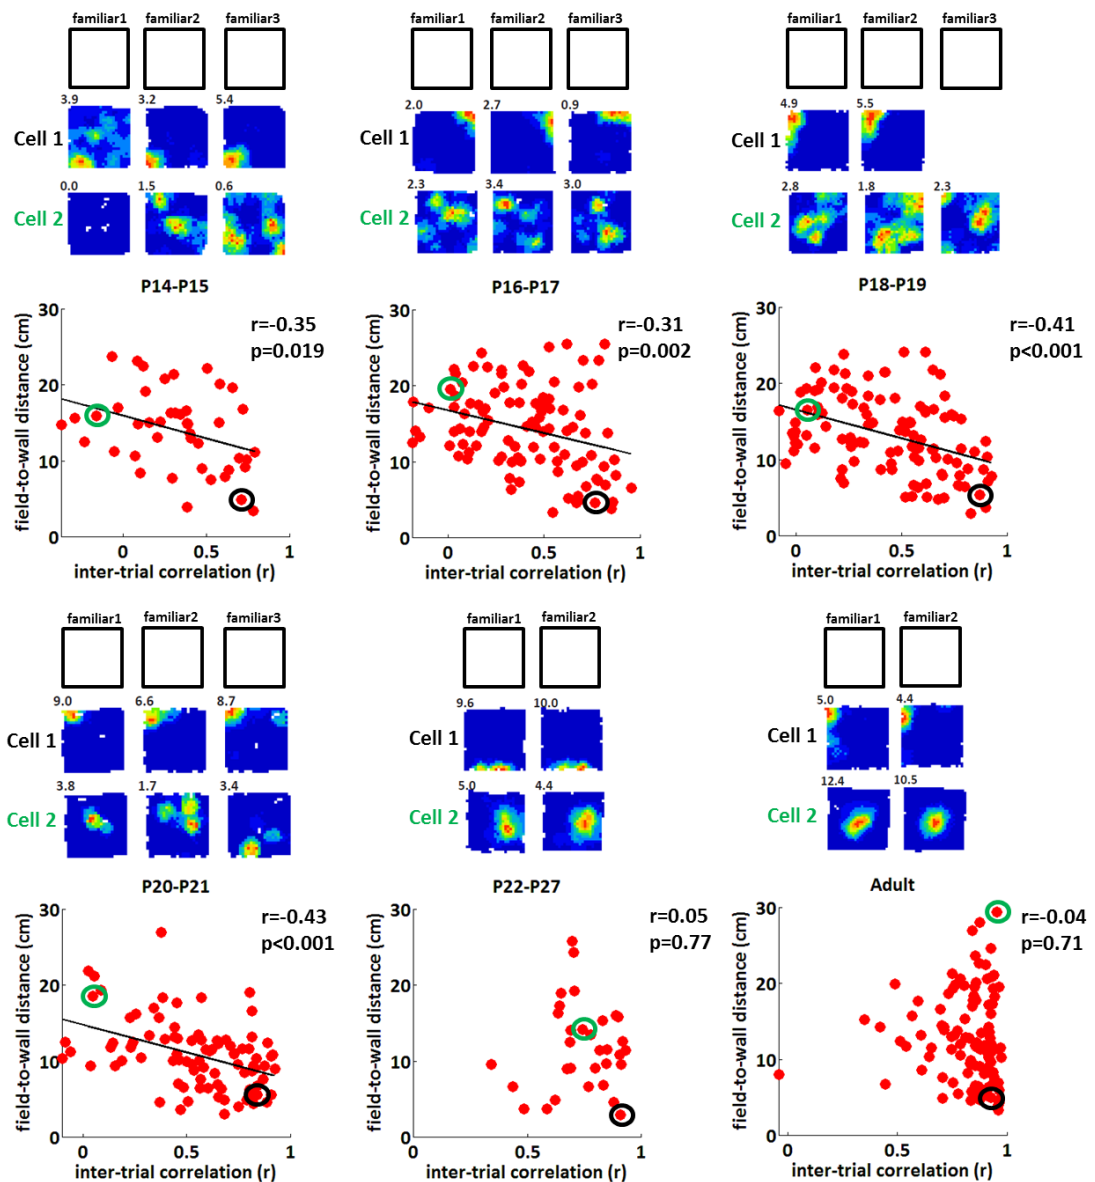 familiar1 familiar2 familiar3
3.9 3.2 5.4
Cell 1
0.0 1.5 0.6
Cell 2
P14-P15
r=-0.35
p=0.019
field-to-wall distance (cm)
30
20
10
0
0 0.5 1
inter-trial correlation (r)
familiar1 familiar2 familiar3
2.0 2.7 0.9
Cell 1
2.3 3.4 3.0
Cell 2
P16-P17
r=-0.31
p=0.002
field-to-wall distance (cm)
30
20
10
0
0 0.5 1
inter-trial correlation (r)
familiar1 familiar2 familiar3
4.9 5.5
Cell 1
2.8 1.8 2.3
Cell 2
P18-P19
r=-0.41
p<0.001
field-to-wall distance (cm)
30
20
10
0
0 0.5 1
inter-trial correlation (r)
familiar1 familiar2 familiar3
9.0 6.6 8.7
Cell 1
3.8 1.7 3.4
Cell 2
P20-P21
r=-0.43
p<0.001
field-to-wall distance (cm)
30
20
10
0
0 0.5 1
inter-trial correlation (r)
familiar1 familiar2
9.6 10.0
Cell 1
5.0 4.4
Cell 2
P22-P27
r=0.05
p=0.77
field-to-wall distance (cm)
30
20
10
0
0 0.5 1
inter-trial correlation (r)
familiar1 familiar2
5.0 4.4
Cell 1
12.4 10.5
Cell 2
Adult
r=-0.04
p=0.71
field-to-wall distance (cm)
30
20
10
0
0 0.5 1
inter-trial correlation (r)